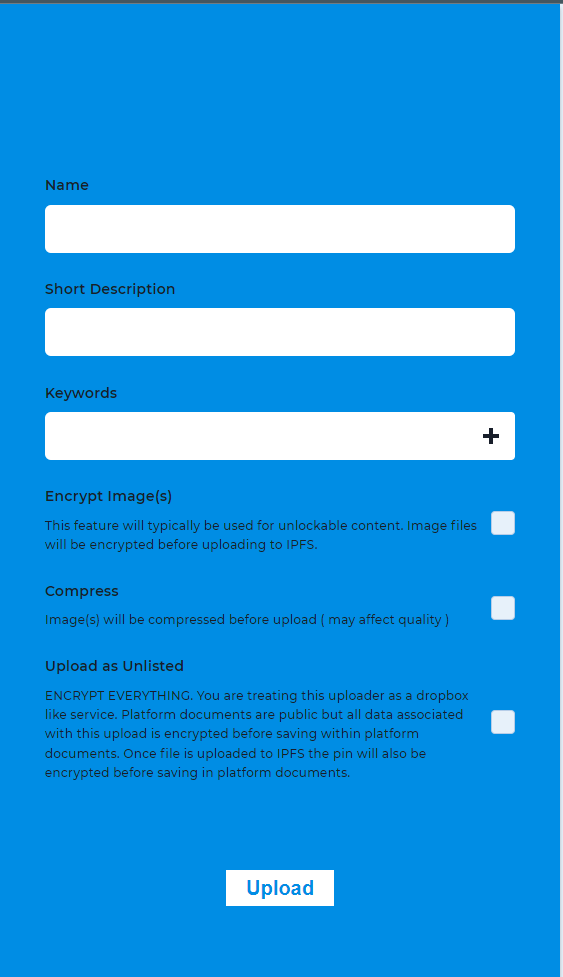 Name
Short Description
Keywords
Encrypt Image(s)
This feature will typically be used for unlockable content. Image files
will be encrypted before uploading to IPFS.
Compress
Image(s) will be compressed before upload ( may affect quality )
Upload as Unlisted
ENCRYPT EVERYTHING. You are treating this uploader as a dropbox
like service. Platform documents are public but all data associated
with this upload is encrypted before saving within platform
documents. Once file is uploaded to IPFS the pin will also be
encrypted before saving in platform documents.
Upload